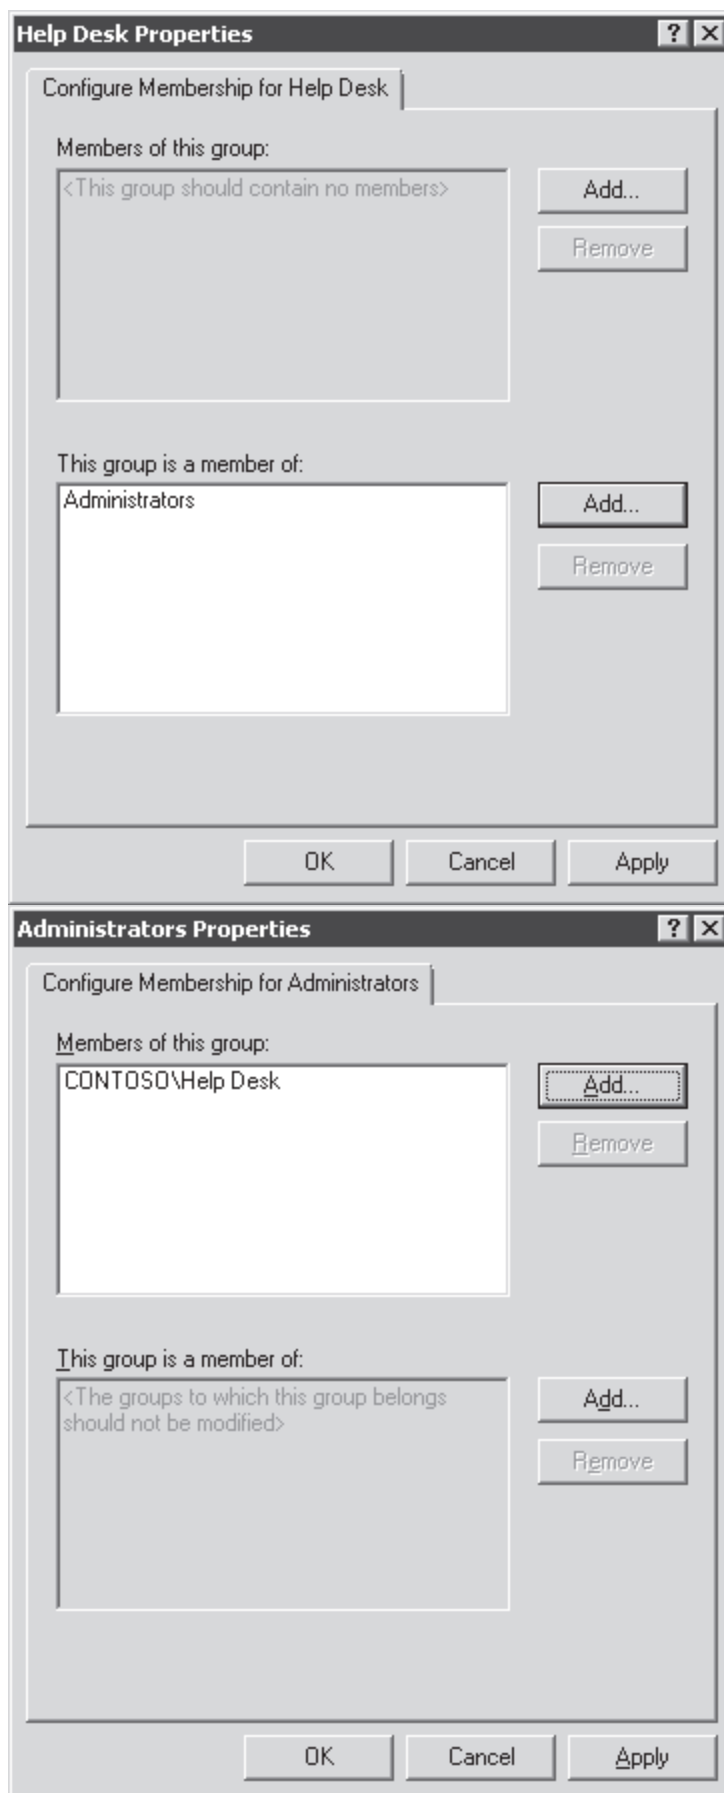 Help Desk Properties
? X
Configure Membership for Help Desk
Members of this group:
<This group should contain no members>
Add...
Remove
This group is a member of:
Administrators
Add...
Remove
OK Cancel Apply
Administrators Properties
? X
Configure Membership for Administrators
Members of this group:
CONTOSO\Help Desk
Add...
Remove
This group is a member of:
<The groups to which this group belongs
should not be modified>
Add...
Remove
OK Cancel Apply